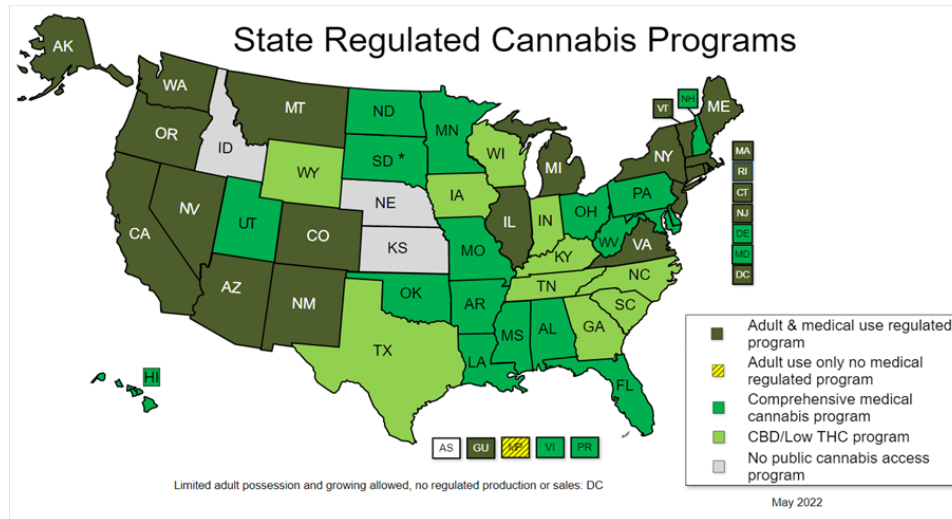 State Regulated Cannabis Programs
AK
WA
MT
ND
MN
ME
VT
NH
OR
ID
SD *
WI
MI
NY
MA
RI
CT
NJ
DE
MD
DC
WY
IA
PA
NE
NV
UT
CO
IL
IN
OH
WV
VA
CA
KS
MO
KY
NC
TN
SC
AZ
NM
OK
AR
MS
AL
GA
TX
LA
FL
HI
Adult & medical use regulated
program
Adult use only no medical
regulated program
Comprehensive medical
cannabis program
CBD/Low THC program
No public cannabis access
program
AS
GU
MP
VI
PR
Limited adult possession and growing allowed, no regulated production or sales: DC
May 2022